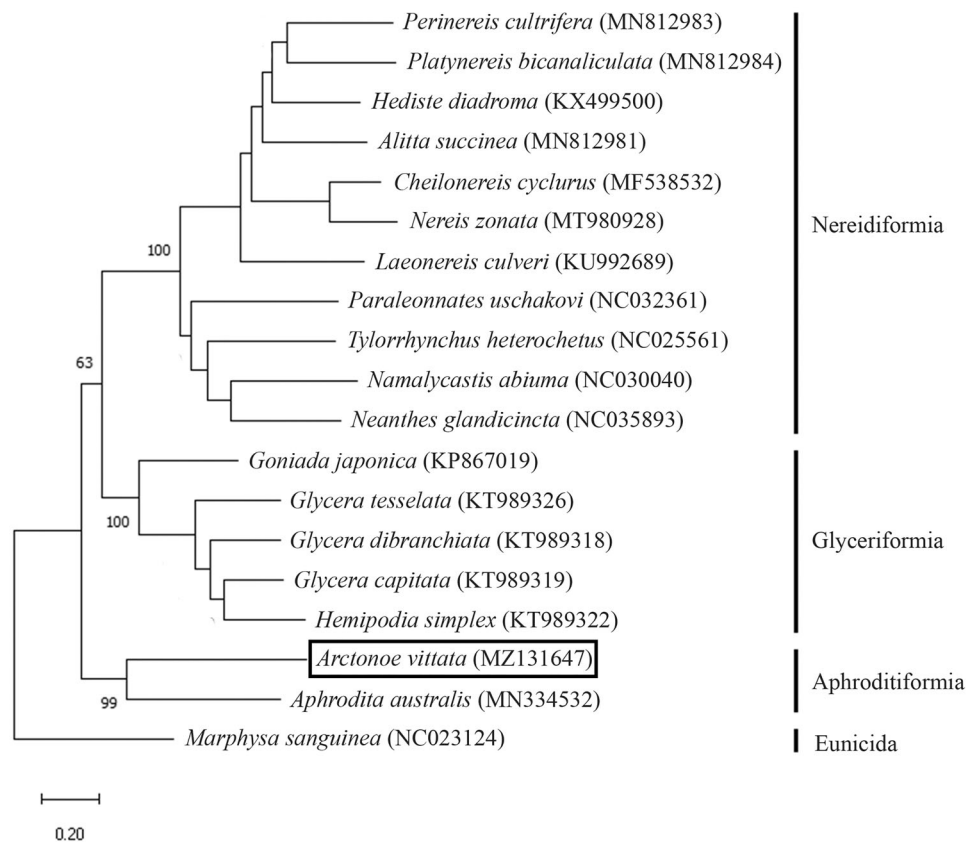 Perinereis cultrifera (MN812983)
Platynereis bicanaliculata (MN812984)
Hediste diadroma (KX499500)
Alitta succinea (MN812981)
Cheilonereis cyclurus (MF538532)
Nereis zonata (MT980928)
Nereidiformia
100
Laeonereis culveri (KU992689)
Paraleonnates uschakovi (NC032361)
Tylorrhynchus heterochetus (NC025561)
63
Namalycastis abiuma (NC030040)
Neanthes glandicincta (NC035893)
Goniada japonica (KP867019)
Glycera tesselata (KT989326)
100
Glycera dibranchiata (KT989318)
Glyceriformia
Glycera capitata (KT989319)
Hemipodia simplex (KT989322)
Arctonoe vittata (MZ131647)
Aphroditiformia
99
Aphrodita australis (MN334532)
Marphysa sanguinea (NC023124)
Eunicida
0.20